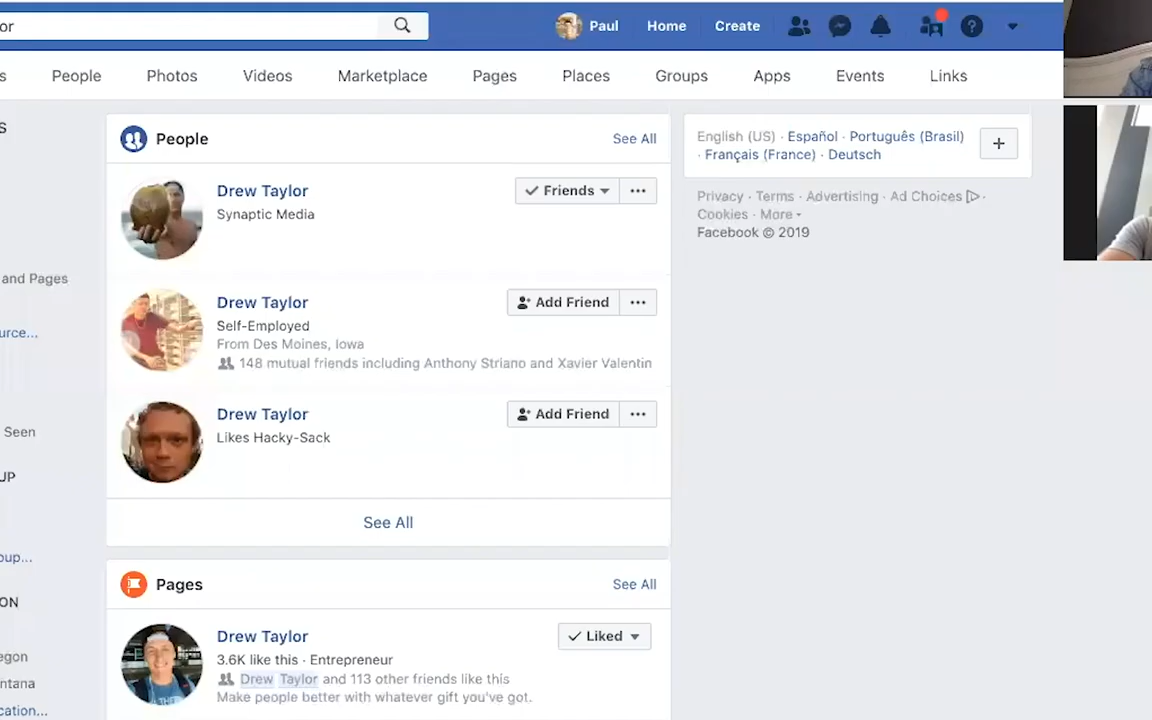 or
Paul Home Create
s People Photos Videos Marketplace Pages Places Groups Apps Events Links
S
and Pages
urce...
Seen
UP
oup...
ON
egon
ntana
cation...
People See All
Drew Taylor Friends
Synaptic Media
Drew Taylor Add Friend
Self-Employed
From Des Moines, Iowa
148 mutual friends including Anthony Striano and Xavier Valentin
Drew Taylor Add Friend
Likes Hacky-Sack
See All
Pages See All
Drew Taylor Liked
3.6K like this · Entrepreneur
Drew Taylor and 113 other friends like this
Make people better with whatever gift you've got.
English (US) · Español · Português (Brasil)
· Français (France) · Deutsch
Privacy · Terms · Advertising · Ad Choices ·
Cookies · More
Facebook © 2019